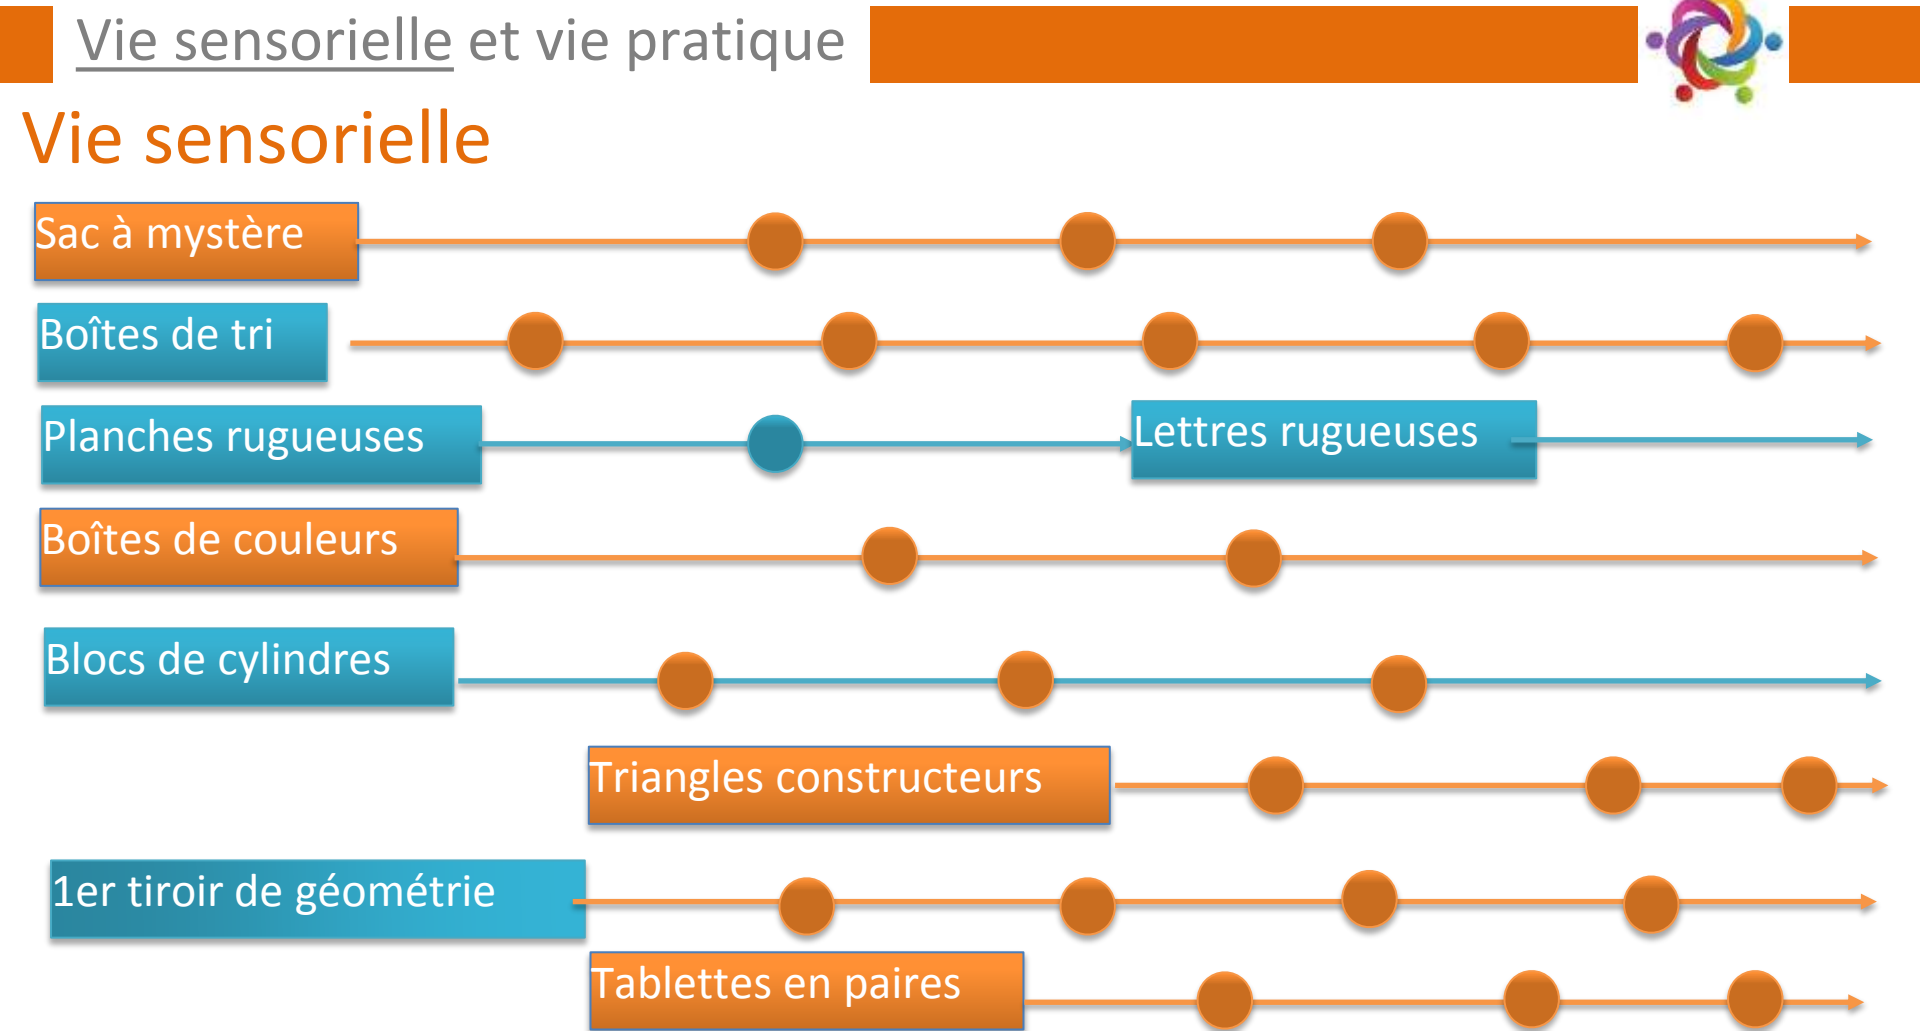 Vie sensorielle et vie pratique
Vie sensorielle
Sac à mystère
Boîtes de tri
Planches rugueuses
Lettres rugueuses
Boîtes de couleurs
Blocs de cylindres
Triangles constructeurs
1er tiroir de géométrie
Tablettes en paires